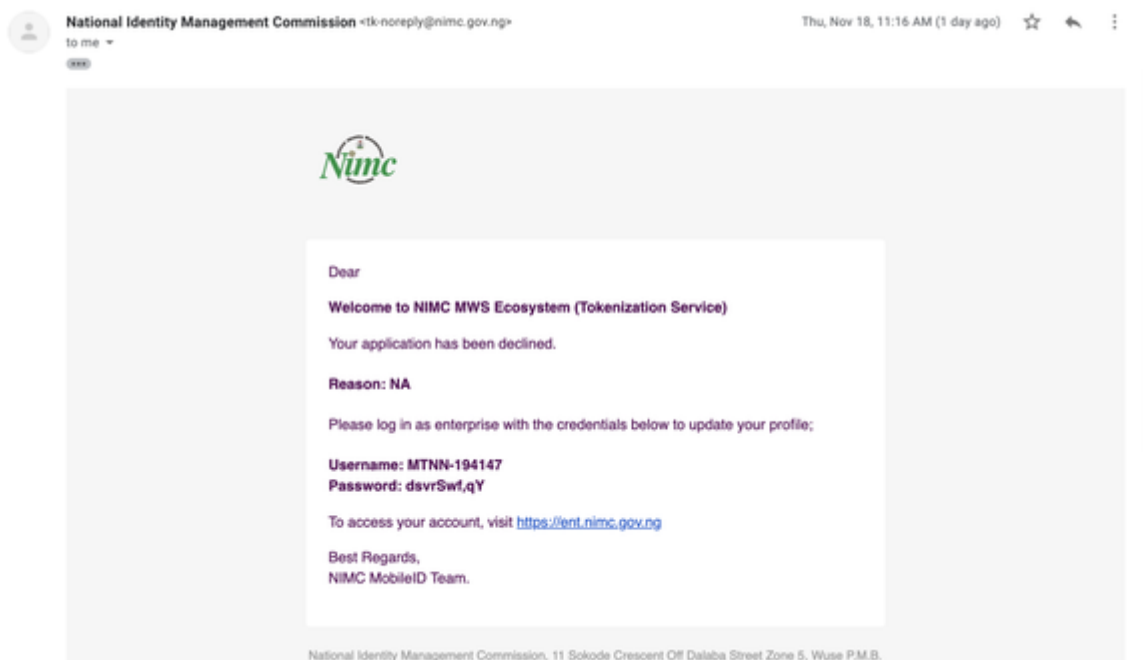 National Identity Management Commission <tk-noreply@nimc.gov.ng>
Thu, Nov 18, 11:16 AM (1 day ago)
to me
Nimc
Dear
Welcome to NIMC MWS Ecosystem (Tokenization Service)
Your application has been declined.
Reason: NA
Please log in as enterprise with the credentials below to update your profile;
Username: MTNN-194147
Password: dsvrSwf,qY
To access your account, visit https://ent.nimc.gov.ng
Best Regards,
NIMC MobileID Team.
National Identity Management Commission, 11 Sokode Crescent Off Dalaba Street Zone 5, Wuse P.M.B.